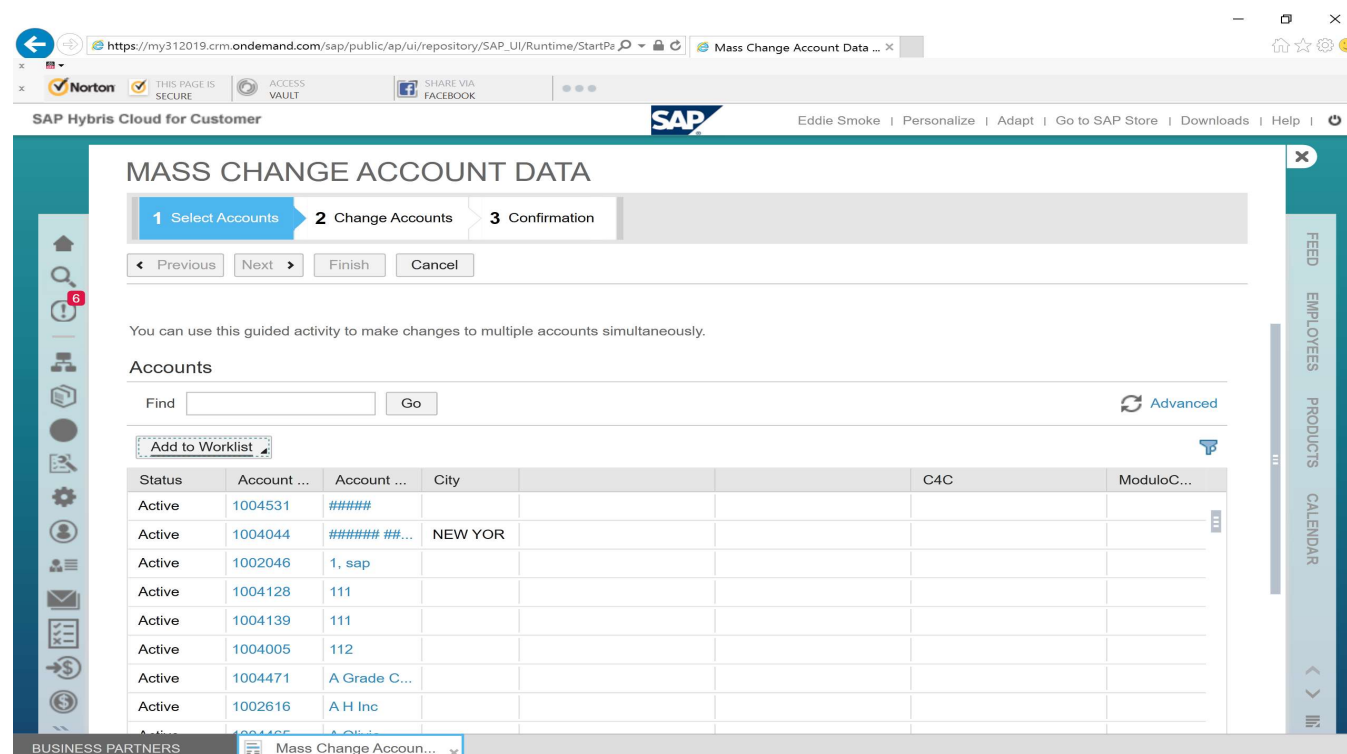 https://my312019.crm.ondemand.com/sap/public/ap/ui/repository/SAP_UI/Runtime/StartPa
Mass Change Account Data ...
Norton THIS PAGE IS SECURE ACCESS VAULT SHARE VIA FACEBOOK
SAP Hybris Cloud for Customer SAP Eddie Smoke | Personalize | Adapt | Go to SAP Store | Downloads | Help |
MASS CHANGE ACCOUNT DATA
1 Select Accounts 2 Change Accounts 3 Confirmation
Previous Next Finish Cancel
6
You can use this guided activity to make changes to multiple accounts simultaneously.
Accounts
Find Go Advanced
Add to Worklist
Status Account ... Account ... City C4C ModuloC...
Active 1004531 #####
Active 1004044 ###### ##... NEW YOR
Active 1002046 1, sap
Active 1004128 111
Active 1004139 111
Active 1004005 112
Active 1004471 A Grade C...
Active 1002616 A H Inc
FEED
EMPLOYEES
PRODUCTS
CALENDAR
BUSINESS PARTNERS Mass Change Accoun...